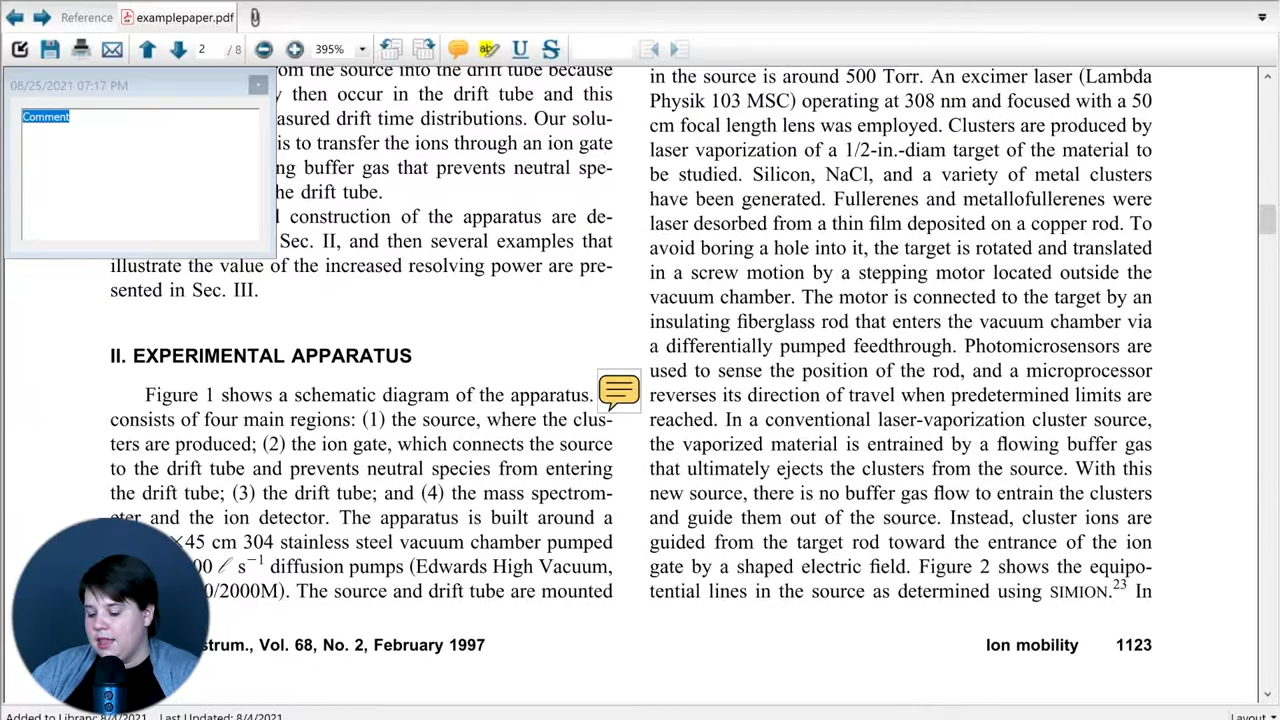 Reference examplepaper.pdf
2 / 8 395%
08/25/2021 07:17 PM
Comment
om the source into the drift tube because
y then occur in the drift tube and this
asured drift time distributions. Our solu-
is to transfer the ions through an ion gate
ng buffer gas that prevents neutral spe-
he drift tube.
l construction of the apparatus are de-
Sec. II, and then several examples that
illustrate the value of the increased resolving power are pre-
sented in Sec. III.
II. EXPERIMENTAL APPARATUS
Figure 1 shows a schematic diagram of the apparatus.
consists of four main regions: (1) the source, where the clus-
ters are produced; (2) the ion gate, which connects the source
to the drift tube and prevents neutral species from entering
the drift tube; (3) the drift tube; and (4) the mass spectrom-
eter and the ion detector. The apparatus is built around a
×45 cm 304 stainless steel vacuum chamber pumped
00 ℓ s⁻¹ diffusion pumps (Edwards High Vacuum,
0/2000M). The source and drift tube are mounted
in the source is around 500 Torr. An excimer laser (Lambda
Physik 103 MSC) operating at 308 nm and focused with a 50
cm focal length lens was employed. Clusters are produced by
laser vaporization of a 1/2-in.-diam target of the material to
be studied. Silicon, NaCl, and a variety of metal clusters
have been generated. Fullerenes and metallofullerenes were
laser desorbed from a thin film deposited on a copper rod. To
avoid boring a hole into it, the target is rotated and translated
in a screw motion by a stepping motor located outside the
vacuum chamber. The motor is connected to the target by an
insulating fiberglass rod that enters the vacuum chamber via
a differentially pumped feedthrough. Photomicrosensors are
used to sense the position of the rod, and a microprocessor
reverses its direction of travel when predetermined limits are
reached. In a conventional laser-vaporization cluster source,
the vaporized material is entrained by a flowing buffer gas
that ultimately ejects the clusters from the source. With this
new source, there is no buffer gas flow to entrain the clusters
and guide them out of the source. Instead, cluster ions are
guided from the target rod toward the entrance of the ion
gate by a shaped electric field. Figure 2 shows the equipo-
tential lines in the source as determined using SIMION.²³ In
strum., Vol. 68, No. 2, February 1997
Ion mobility 1123
Added to Library: 8/4/2021 Last Updated: 8/4/2021
Layout